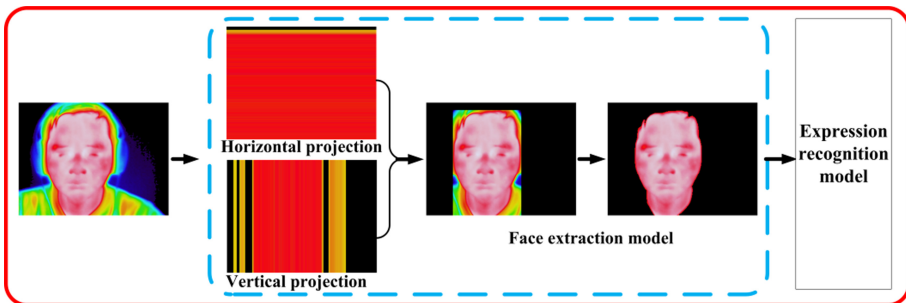 Horizontal projection
Vertical projection
Face extraction model
Expression
recognition
model